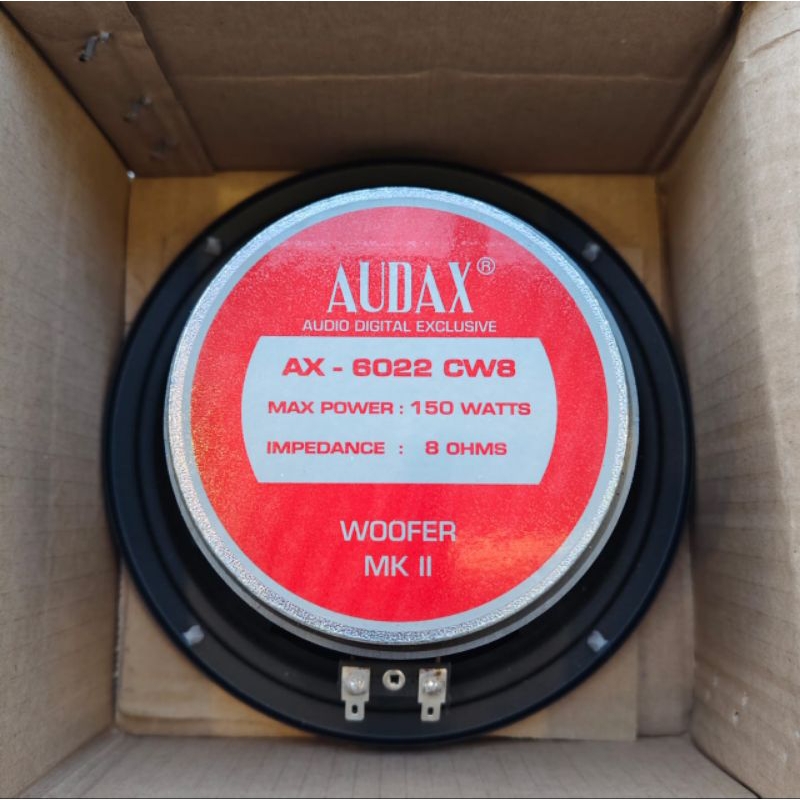 AUDAX®
AUDIO DIGITAL EXCLUSIVE
AX - 6022 CW8
MAX POWER : 150 WATTS
IMPEDANCE : 8 OHMS
WOOFER
MK II